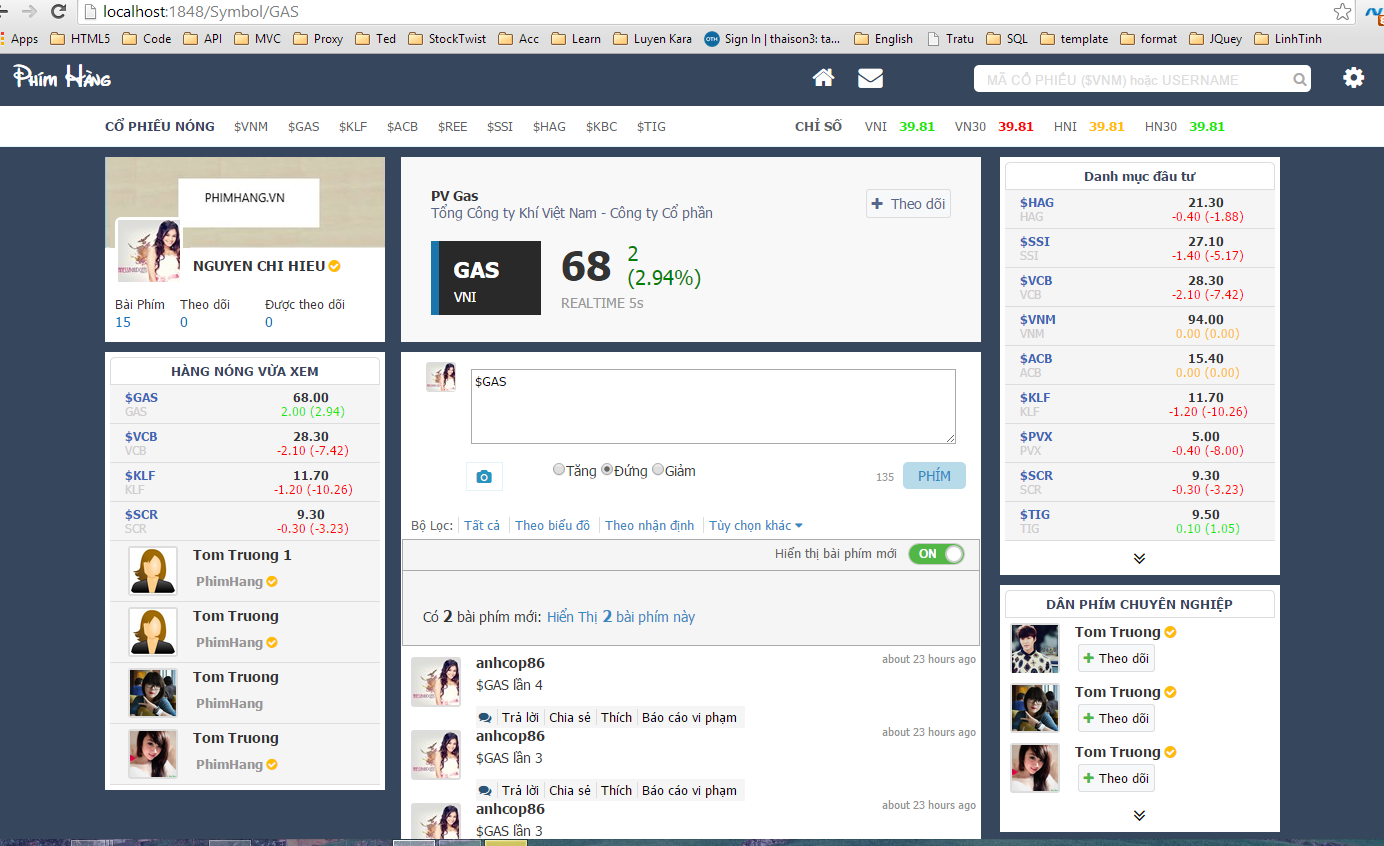 localhost:1848/Symbol/GAS
Apps HTML5 Code API MVC Proxy Ted StockTwist Acc Learn Luyen Kara Sign In | thaison3: ta... English Tratu SQL template format JQuey LinhTinh
Phím Hàng
MÃ CỔ PHIẾU ($VNM) hoặc USERNAME
CỔ PHIẾU NÓNG $VNM $GAS $KLF $ACB $REE $SSI $HAG $KBC $TIG
CHỈ SỐ VNI 39.81 VN30 39.81 HNI 39.81 HN30 39.81
PHIMHANG.VN
NGUYEN CHI HIEU
Bài Phím Theo dõi Được theo dõi
15 0 0
HÀNG NÓNG VỪA XEM
$GAS 68.00
GAS 2.00 (2.94)
$VCB 28.30
VCB -2.10 (-7.42)
$KLF 11.70
KLF -1.20 (-10.26)
$SCR 9.30
SCR -0.30 (-3.23)
Tom Truong 1
PhimHang
Tom Truong
PhimHang
Tom Truong
PhimHang
Tom Truong
PhimHang
PV Gas
Tổng Công ty Khí Việt Nam - Công ty Cổ phần
Theo dõi
GAS
VNI
68
2
(2.94%)
REALTIME 5s
$GAS
Tăng Đứng Giảm
135 PHÍM
Bộ Lọc: Tất cả Theo biểu đồ Theo nhận định Tùy chọn khác
Hiển thị bài phím mới ON
Có 2 bài phím mới: Hiển Thị 2 bài phím này
anhcop86 about 23 hours ago
$GAS lần 4
Trả lời Chia sẻ Thích Báo cáo vi phạm
anhcop86 about 23 hours ago
$GAS lần 3
Trả lời Chia sẻ Thích Báo cáo vi phạm
anhcop86 about 23 hours ago
$GAS lần 3
Danh mục đầu tư
$HAG 21.30
HAG -0.40 (-1.88)
$SSI 27.10
SSI -1.40 (-5.17)
$VCB 28.30
VCB -2.10 (-7.42)
$VNM 94.00
VNM 0.00 (0.00)
$ACB 15.40
ACB 0.00 (0.00)
$KLF 11.70
KLF -1.20 (-10.26)
$PVX 5.00
PVX -0.40 (-8.00)
$SCR 9.30
SCR -0.30 (-3.23)
$TIG 9.50
TIG 0.10 (1.05)
DÂN PHÍM CHUYÊN NGHIỆP
Tom Truong
Theo dõi
Tom Truong
Theo dõi
Tom Truong
Theo dõi